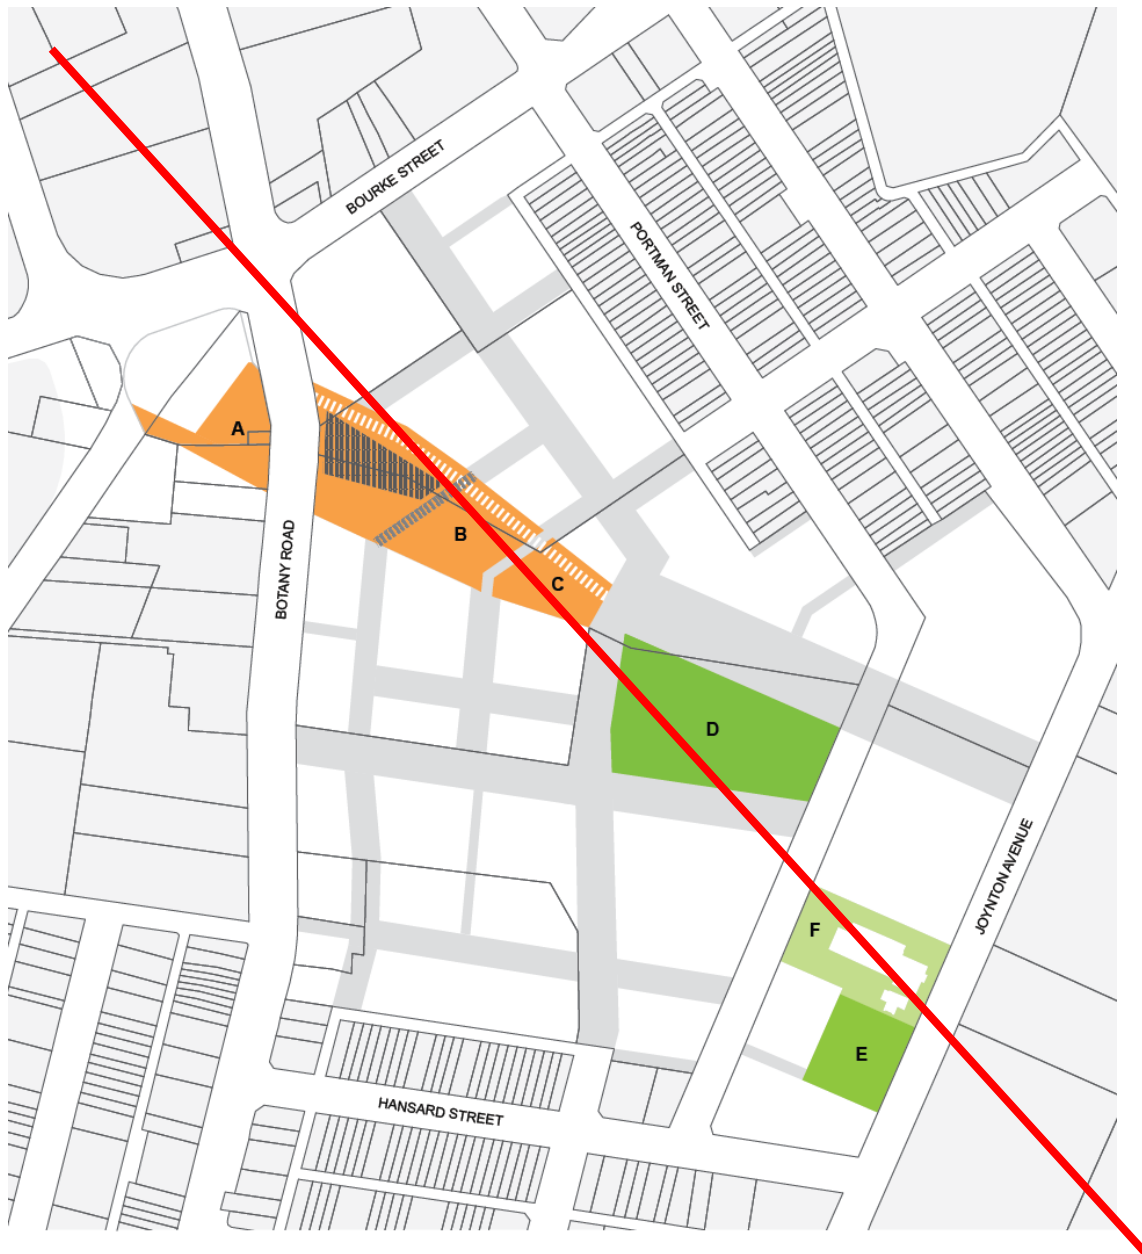 BOURKE STREET
PORTMAN STREET
A
BOTANY ROAD
B
C
D
JOYNTON AVENUE
F
E
HANSARD STREET